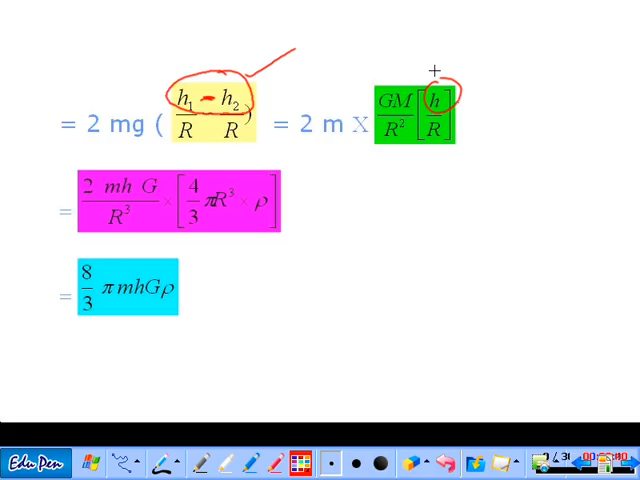 = 2 mg ( h₁/R - h₂/R ) = 2 m X GM/R² [h/R]
= 2 mh G/R³ × [4/3 πR³ × ρ]
= 8/3 π mhGρ
Edu Pen